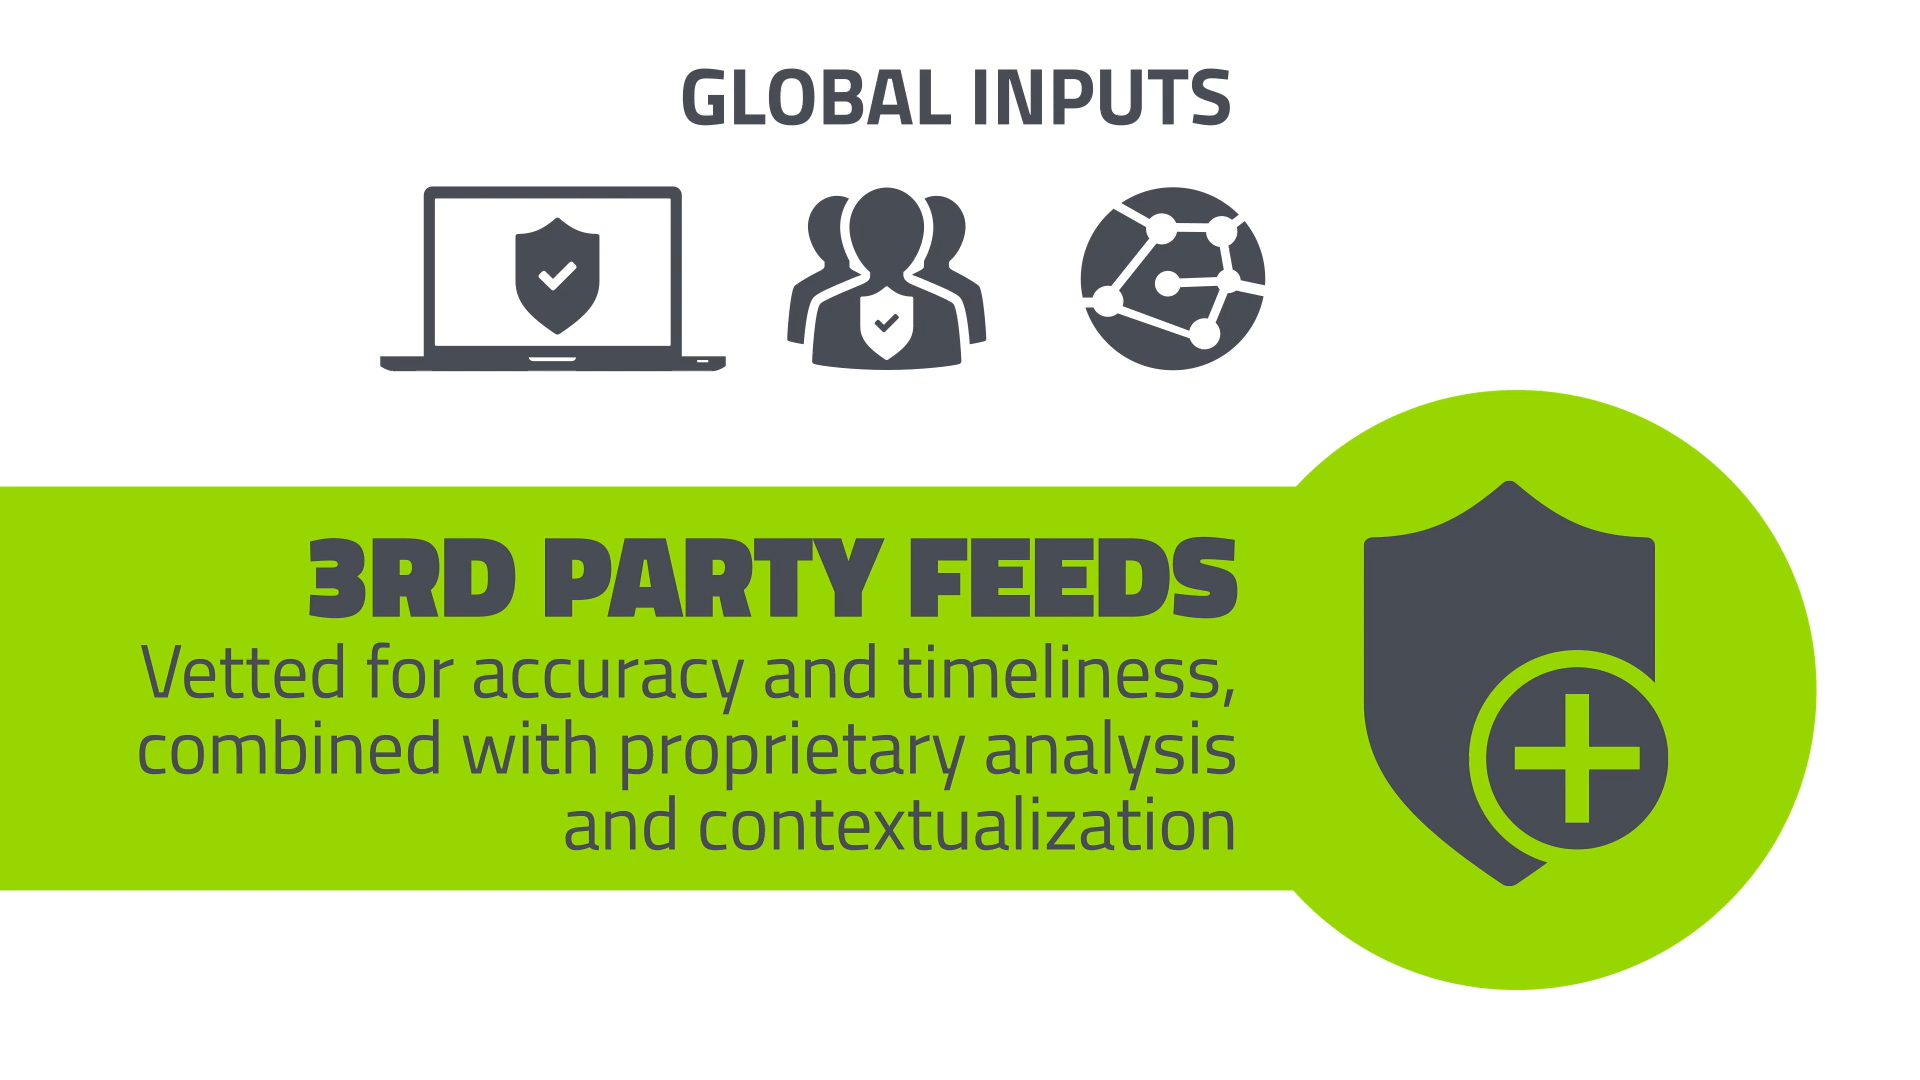 GLOBAL INPUTS
3RD PARTY FEEDS
Vetted for accuracy and timeliness,
combined with proprietary analysis
and contextualization